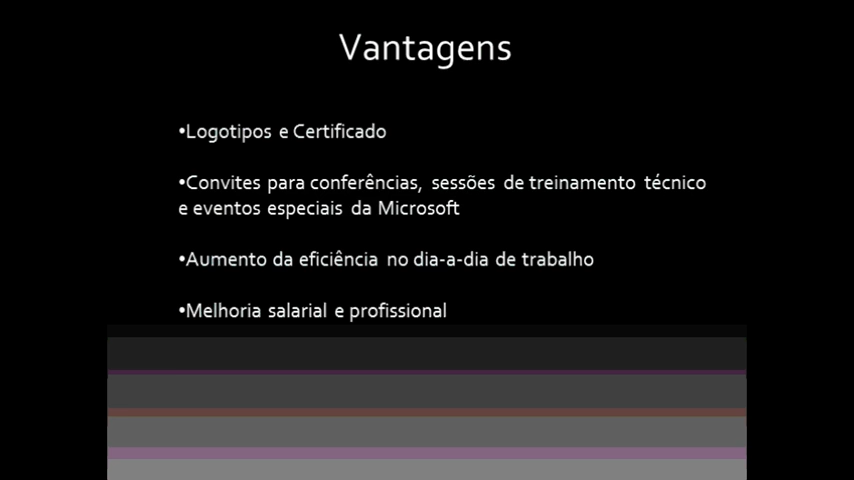 Vantagens
•Logotipos e Certificado
•Convites para conferências, sessões de treinamento técnico
e eventos especiais da Microsoft
•Aumento da eficiência no dia-a-dia de trabalho
•Melhoria salarial e profissional